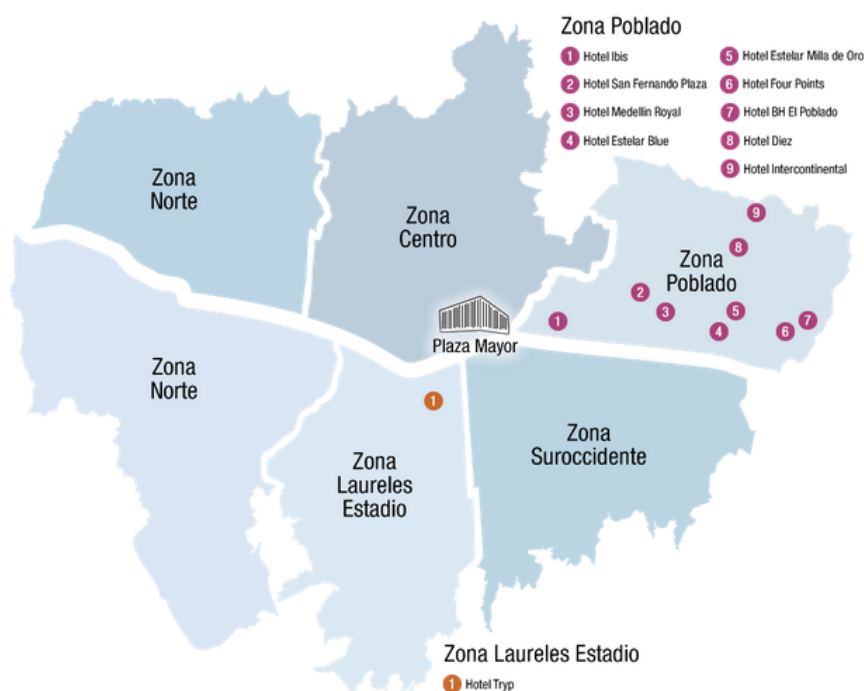 Zona Poblado
1 Hotel Ibis
2 Hotel San Fernando Plaza
3 Hotel Medellin Royal
4 Hotel Estelar Blue
5 Hotel Estelar Milla de Oro
6 Hotel Four Points
7 Hotel BH El Poblado
8 Hotel Diez
9 Hotel Intercontinental
Zona
Norte
Zona
Centro
Zona
Poblado
9
8
2
3
5
1
4
6
7
Plaza Mayor
Zona
Norte
1
Zona
Laureles
Estadio
Zona
Suroccidente
Zona Laureles Estadio
1 Hotel Tryp